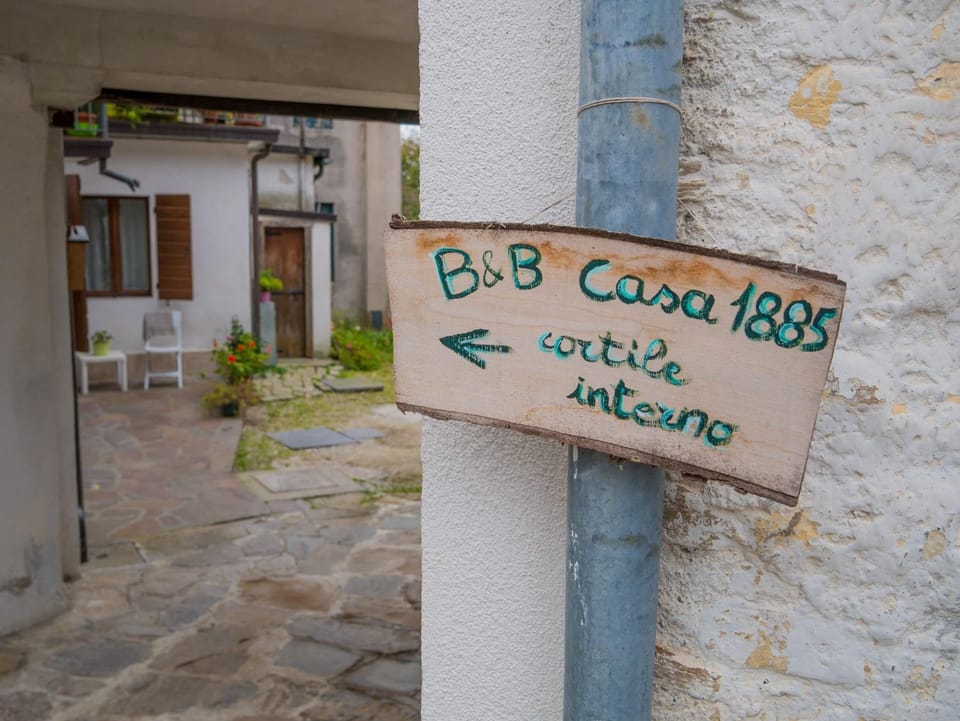 B&B Casa 1885
← cortile
interno